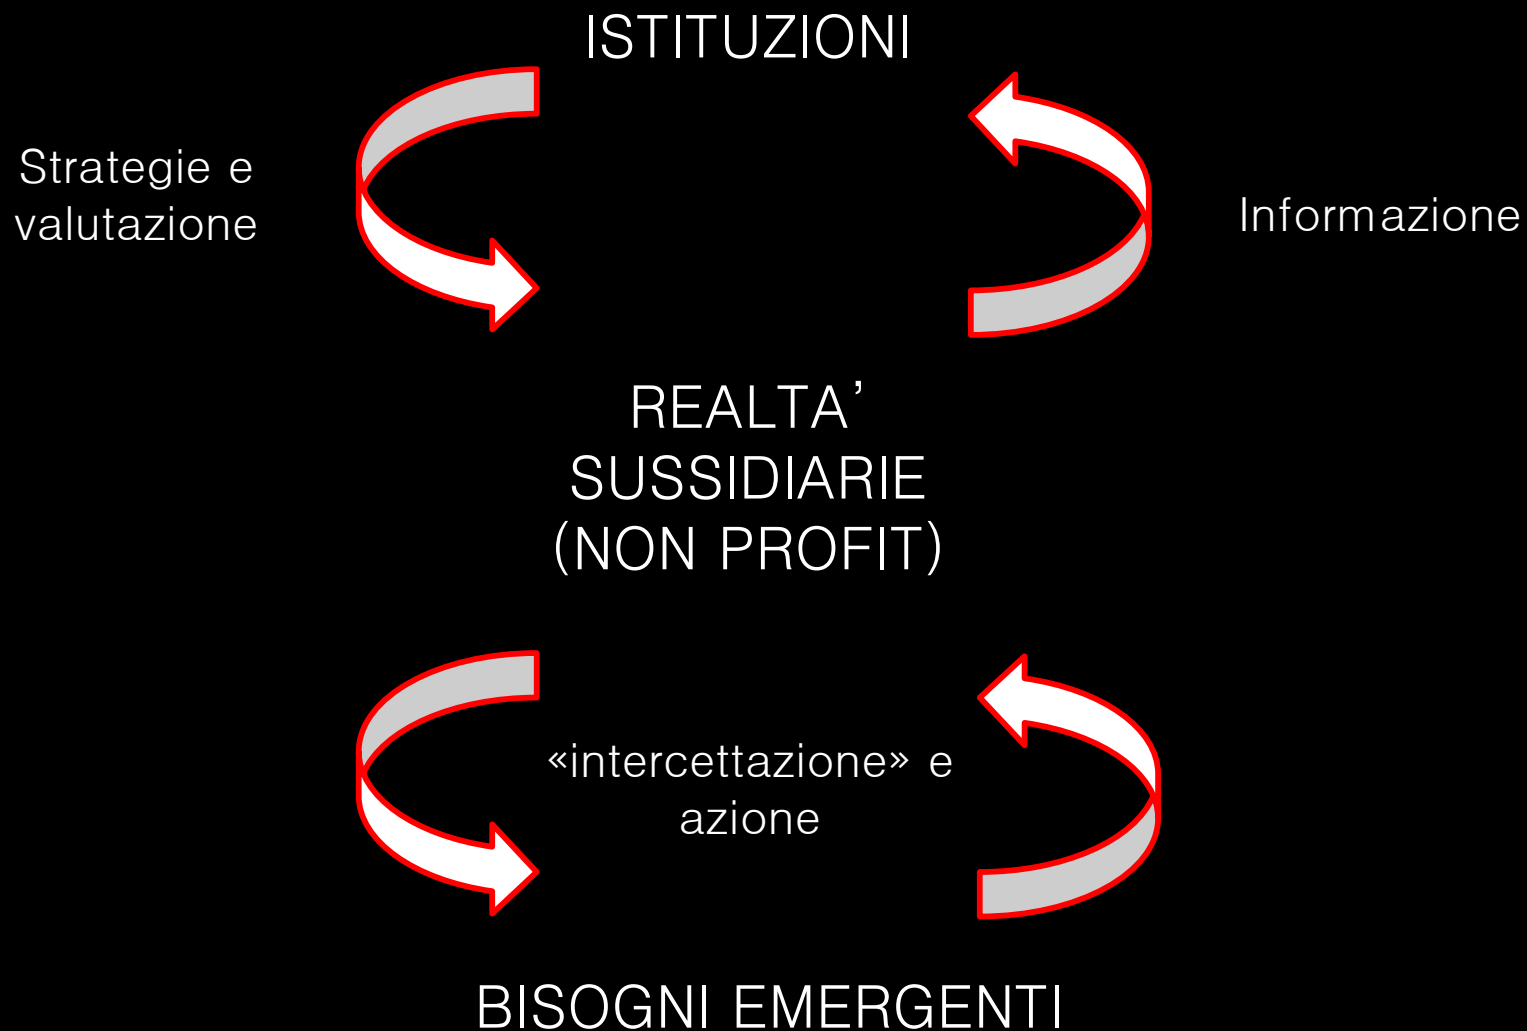 ISTITUZIONI
Strategie e
valutazione
Informazione
REALTA’
SUSSIDIARIE
(NON PROFIT)
«intercettazione» e
azione
BISOGNI EMERGENTI